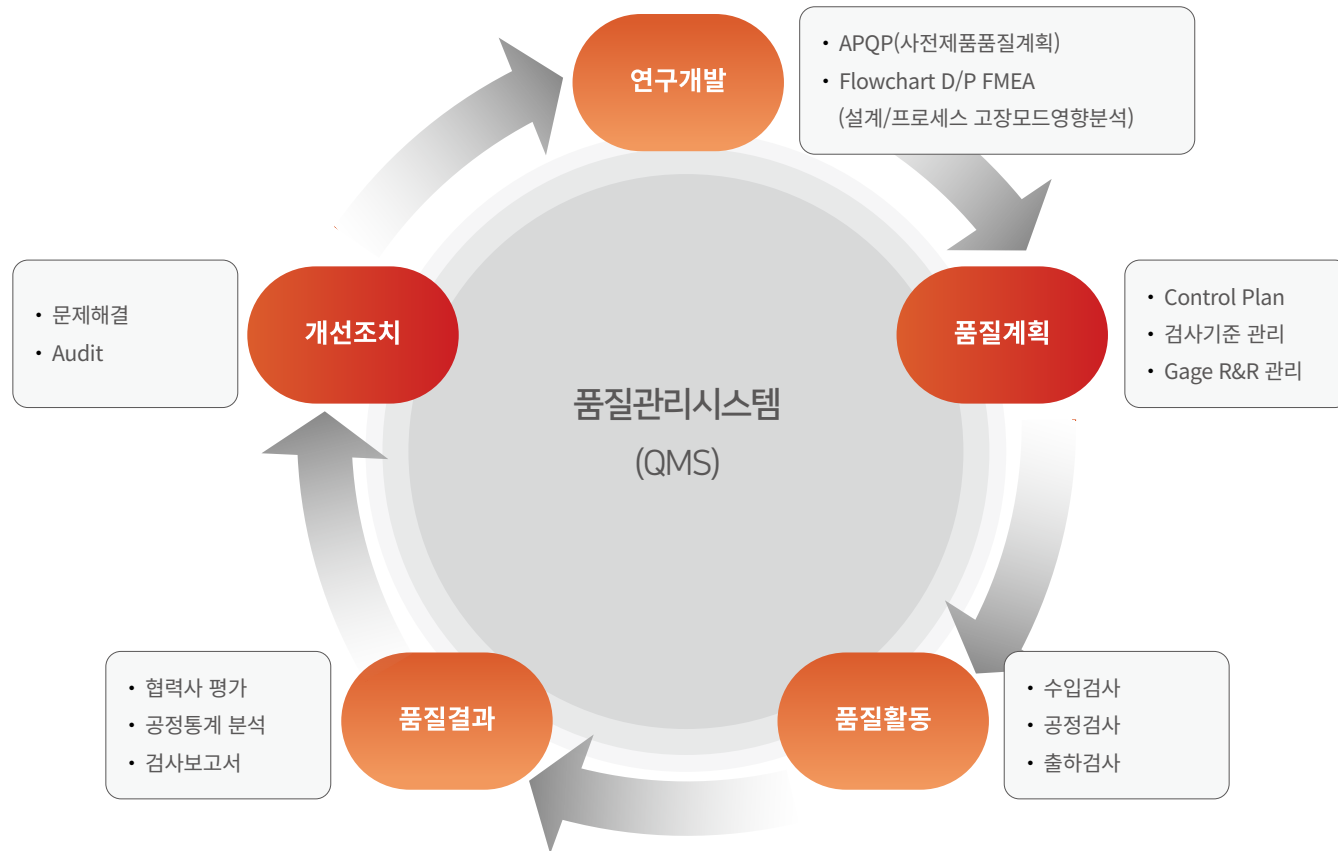 연구개발
• APQP(사전제품품질계획)
• Flowchart D/P FMEA
(설계/프로세스 고장모드영향분석)
개선조치
• 문제해결
• Audit
품질계획
• Control Plan
• 검사기준 관리
• Gage R&R 관리
품질관리시스템
(QMS)
품질결과
• 협력사 평가
• 공정통계 분석
• 검사보고서
품질활동
• 수입검사
• 공정검사
• 출하검사